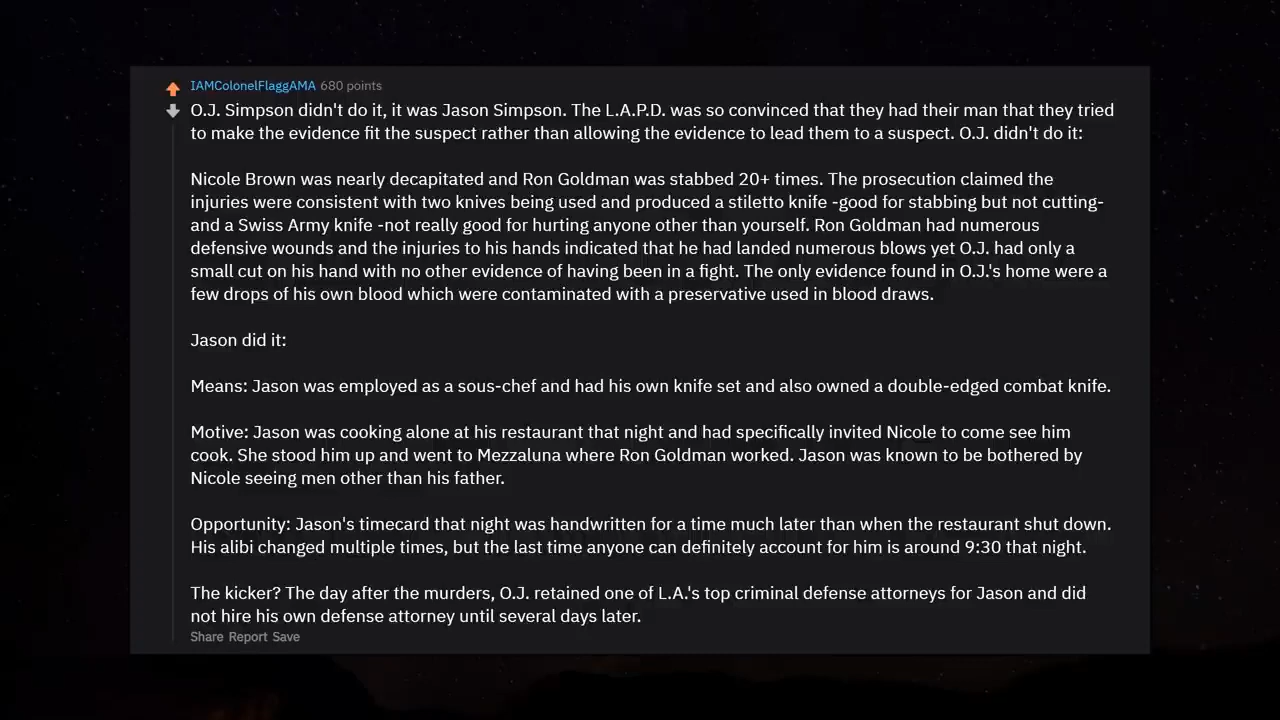 IAMColonelFlaggAMA 680 points
O.J. Simpson didn't do it, it was Jason Simpson. The L.A.P.D. was so convinced that they had their man that they tried
to make the evidence fit the suspect rather than allowing the evidence to lead them to a suspect. O.J. didn't do it:
Nicole Brown was nearly decapitated and Ron Goldman was stabbed 20+ times. The prosecution claimed the
injuries were consistent with two knives being used and produced a stiletto knife -good for stabbing but not cutting-
and a Swiss Army knife -not really good for hurting anyone other than yourself. Ron Goldman had numerous
defensive wounds and the injuries to his hands indicated that he had landed numerous blows yet O.J. had only a
small cut on his hand with no other evidence of having been in a fight. The only evidence found in O.J.'s home were a
few drops of his own blood which were contaminated with a preservative used in blood draws.
Jason did it:
Means: Jason was employed as a sous-chef and had his own knife set and also owned a double-edged combat knife.
Motive: Jason was cooking alone at his restaurant that night and had specifically invited Nicole to come see him
cook. She stood him up and went to Mezzaluna where Ron Goldman worked. Jason was known to be bothered by
Nicole seeing men other than his father.
Opportunity: Jason's timecard that night was handwritten for a time much later than when the restaurant shut down.
His alibi changed multiple times, but the last time anyone can definitely account for him is around 9:30 that night.
The kicker? The day after the murders, O.J. retained one of L.A.'s top criminal defense attorneys for Jason and did
not hire his own defense attorney until several days later.
Share Report Save